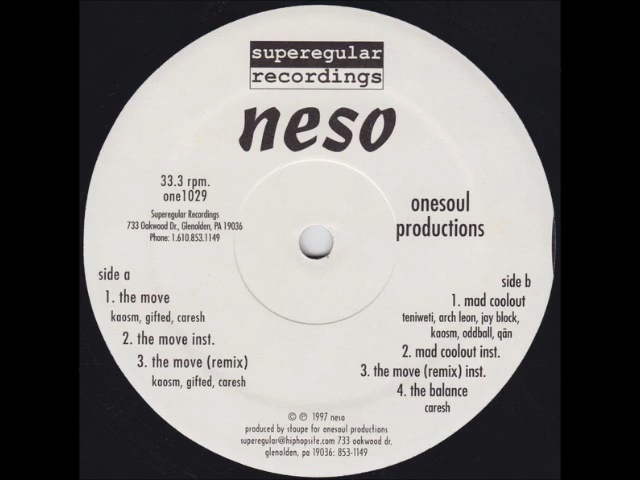 superegular
recordings
neso
33.3 rpm.
one1029
Superegular Recordings
733 Oakwood Dr., Glenolden, PA 19036
Phone: 1.610.853.1149
onesoul
productions
side a
1. the move
kaosm, gifted, caresh
2. the move inst.
3. the move (remix)
kaosm, gifted, caresh
side b
1. mad coolout
teniweti, arch leon, jay block,
kaosm, oddball, qän
2. mad coolout inst.
3. the move (remix) inst.
4. the balance
caresh
© ℗ 1997 neso
produced by stoupe for onesoul productions
superegular@hiphopsite.com 733 oakwood dr.
glenolden, pa 19036: 853-1149